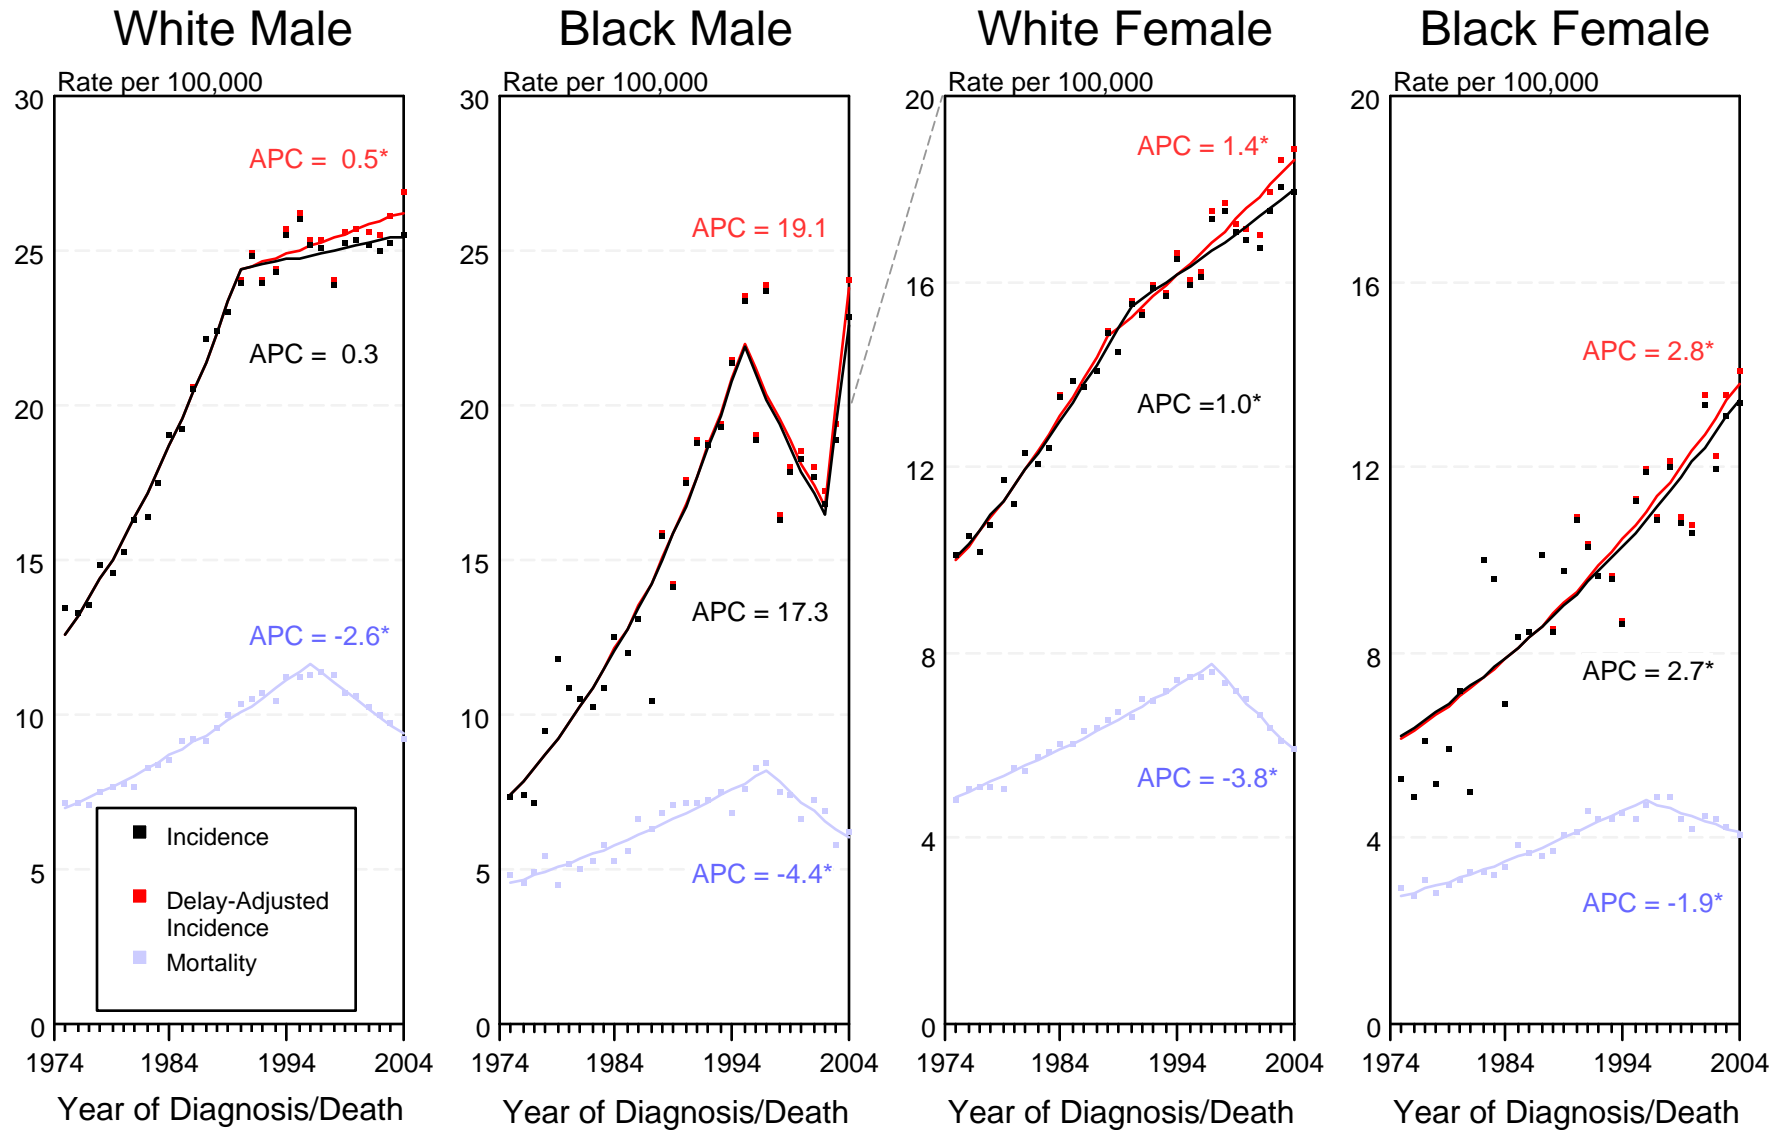 White Male
Black Male
White Female
Black Female
Rate per 100,000
Rate per 100,000
Rate per 100,000
Rate per 100,000
30
25
20
15
10
5
0
APC = 0.5*
APC = 0.3
APC = -2.6*
Incidence
Delay-Adjusted
Incidence
Mortality
1974
1984
1994
2004
Year of Diagnosis/Death
30
25
20
15
10
5
0
APC = 19.1
APC = 17.3
APC = -4.4*
1974
1984
1994
2004
Year of Diagnosis/Death
20
16
12
8
4
0
APC = 1.4*
APC =1.0*
APC = -3.8*
1974
1984
1994
2004
Year of Diagnosis/Death
20
16
12
8
4
0
APC = 2.8*
APC = 2.7*
APC = -1.9*
1974
1984
1994
2004
Year of Diagnosis/Death